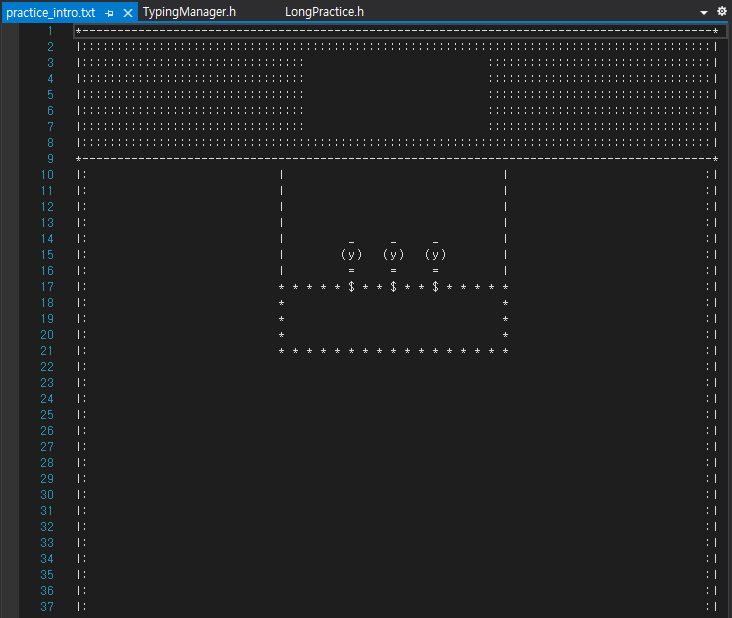 practice_intro.txt TypingManager.h LongPractice.h
1 *------------------------------------------------------------------------------------------*
2 |::::::::::::::::::::::::::::::::::::::::::::::::::::::::::::::::::::::::::::::::::::::::::|
3 |::::::::::::::::::::::::::::::::                          ::::::::::::::::::::::::::::::::|
4 |::::::::::::::::::::::::::::::::                          ::::::::::::::::::::::::::::::::|
5 |::::::::::::::::::::::::::::::::                          ::::::::::::::::::::::::::::::::|
6 |::::::::::::::::::::::::::::::::                          ::::::::::::::::::::::::::::::::|
7 |::::::::::::::::::::::::::::::::                          ::::::::::::::::::::::::::::::::|
8 |::::::::::::::::::::::::::::::::::::::::::::::::::::::::::::::::::::::::::::::::::::::::::|
9 *------------------------------------------------------------------------------------------*
10 |:                           |                               |                            :|
11 |:                           |                               |                            :|
12 |:                           |                               |                            :|
13 |:                           |                               |                            :|
14 |:                           |         _     _     _         |                            :|
15 |:                           |        (y)   (y)   (y)        |                            :|
16 |:                           |         =     =     =         |                            :|
17 |:                           * * * * * $ * * $ * * $ * * * * *                            :|
18 |:                           *                               *                            :|
19 |:                           *                               *                            :|
20 |:                           *                               *                            :|
21 |:                           * * * * * * * * * * * * * * * * *                            :|
22 |:                                                                                        :|
23 |:                                                                                        :|
24 |:                                                                                        :|
25 |:                                                                                        :|
26 |:                                                                                        :|
27 |:                                                                                        :|
28 |:                                                                                        :|
29 |:                                                                                        :|
30 |:                                                                                        :|
31 |:                                                                                        :|
32 |:                                                                                        :|
33 |:                                                                                        :|
34 |:                                                                                        :|
35 |:                                                                                        :|
36 |:                                                                                        :|
37 |:                                                                                        :|